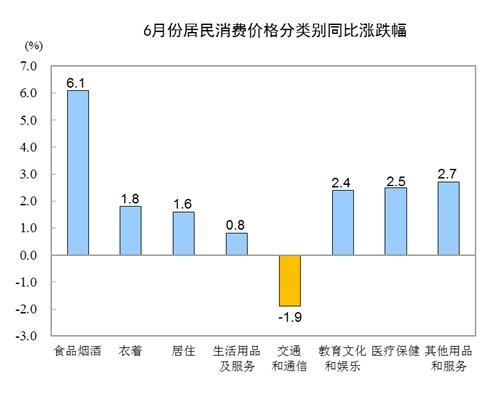 6月份居民消费价格分类别同比涨跌幅
(%)
7.0
6.0
5.0
4.0
3.0
2.0
1.0
0.0
-1.0
-2.0
-3.0
6.1
1.8
1.6
0.8
-1.9
2.4
2.5
2.7
食品烟酒
衣着
居住
生活用品
及服务
交通
和通信
教育文化
和娱乐
医疗保健
其他用品
和服务